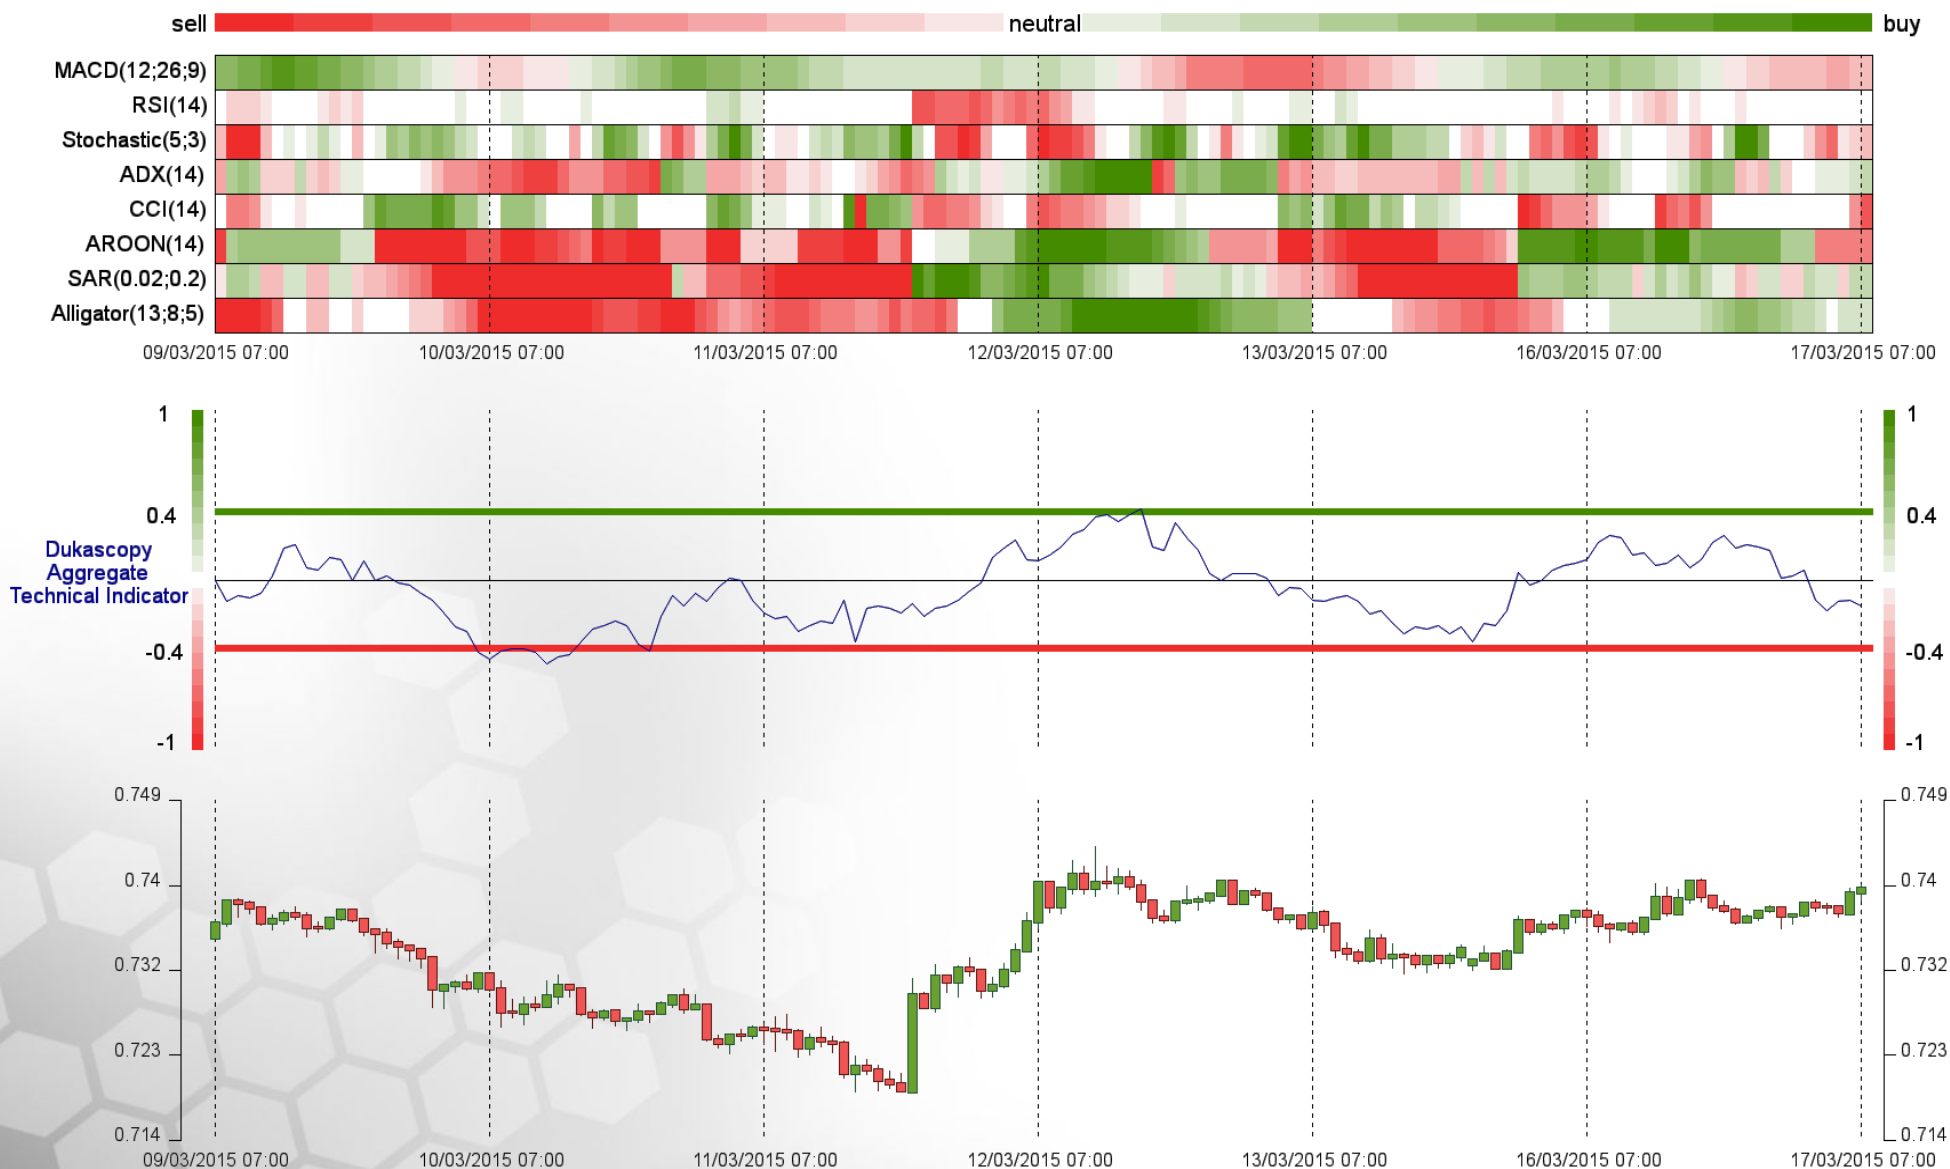 sell neutral buy
MACD(12;26;9)
RSI(14)
Stochastic(5;3)
ADX(14)
CCI(14)
AROON(14)
SAR(0.02;0.2)
Alligator(13;8;5)
09/03/2015 07:00 10/03/2015 07:00 11/03/2015 07:00 12/03/2015 07:00 13/03/2015 07:00 16/03/2015 07:00 17/03/2015 07:00
1 1
0.4 0.4
Dukascopy
Aggregate
Technical Indicator
-0.4 -0.4
-1 -1
0.749 0.749
0.74 0.74
0.732 0.732
0.723 0.723
0.714 0.714
09/03/2015 07:00 10/03/2015 07:00 11/03/2015 07:00 12/03/2015 07:00 13/03/2015 07:00 16/03/2015 07:00 17/03/2015 07:00